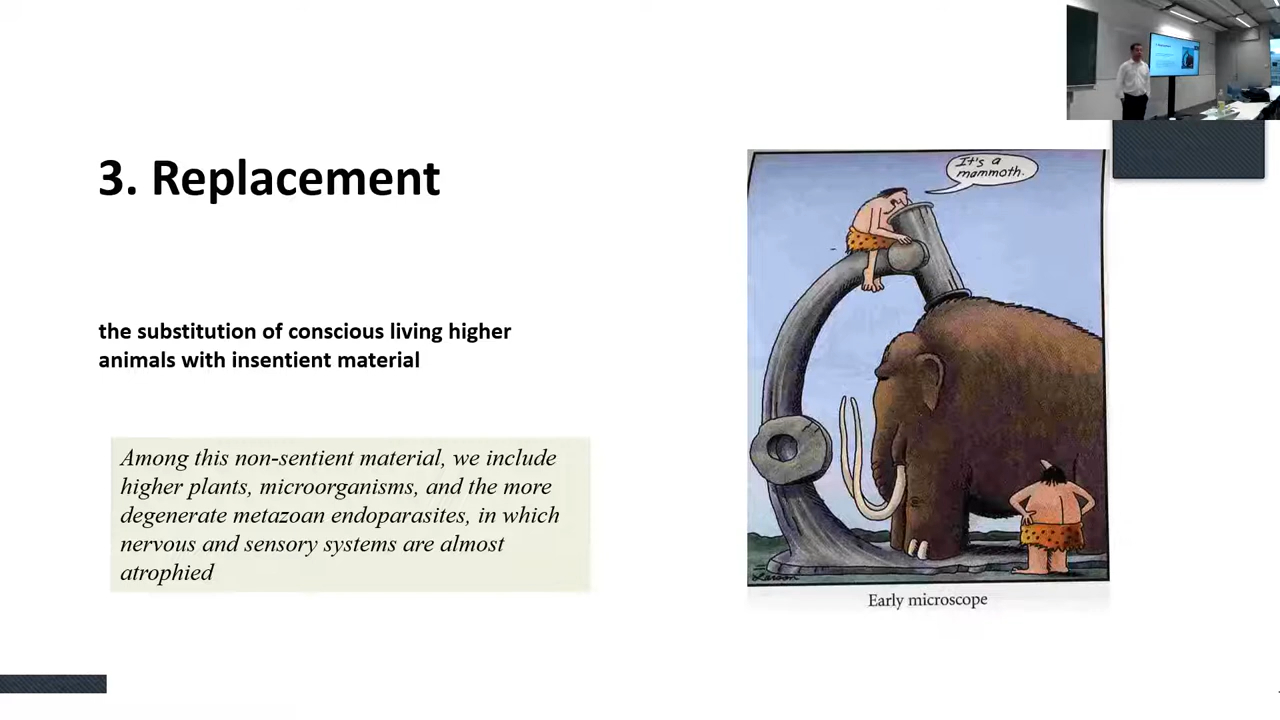 3. Replacement
the substitution of conscious living higher
animals with insentient material
Among this non-sentient material, we include
higher plants, microorganisms, and the more
degenerate metazoan endoparasites, in which
nervous and sensory systems are almost
atrophied
It's a
mammoth.
Larson
Early microscope